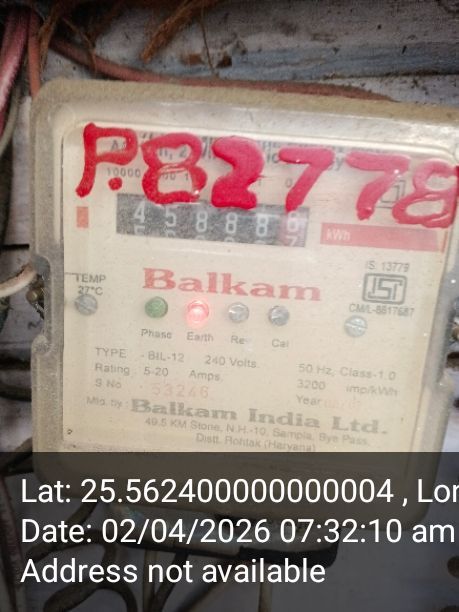 P.82778
458886
kWh
TEMP
27°C
Balkam
IS: 13779
CM/L-8617687
Phase Earth Rev Cal
TYPE - BIL-12 240 Volts. 50 Hz, Class-1.0
Rating 5-20 Amps. 3200 imp/kWh
S No. 53246 Year
Mfg. by : Balkam India Ltd.
49.5 KM Stone, N.H.-10, Sampla, Bye Pass,
Distt. Rohtak (Haryana)
Lat: 25.562400000000004 , Lon
Date: 02/04/2026 07:32:10 am
Address not available